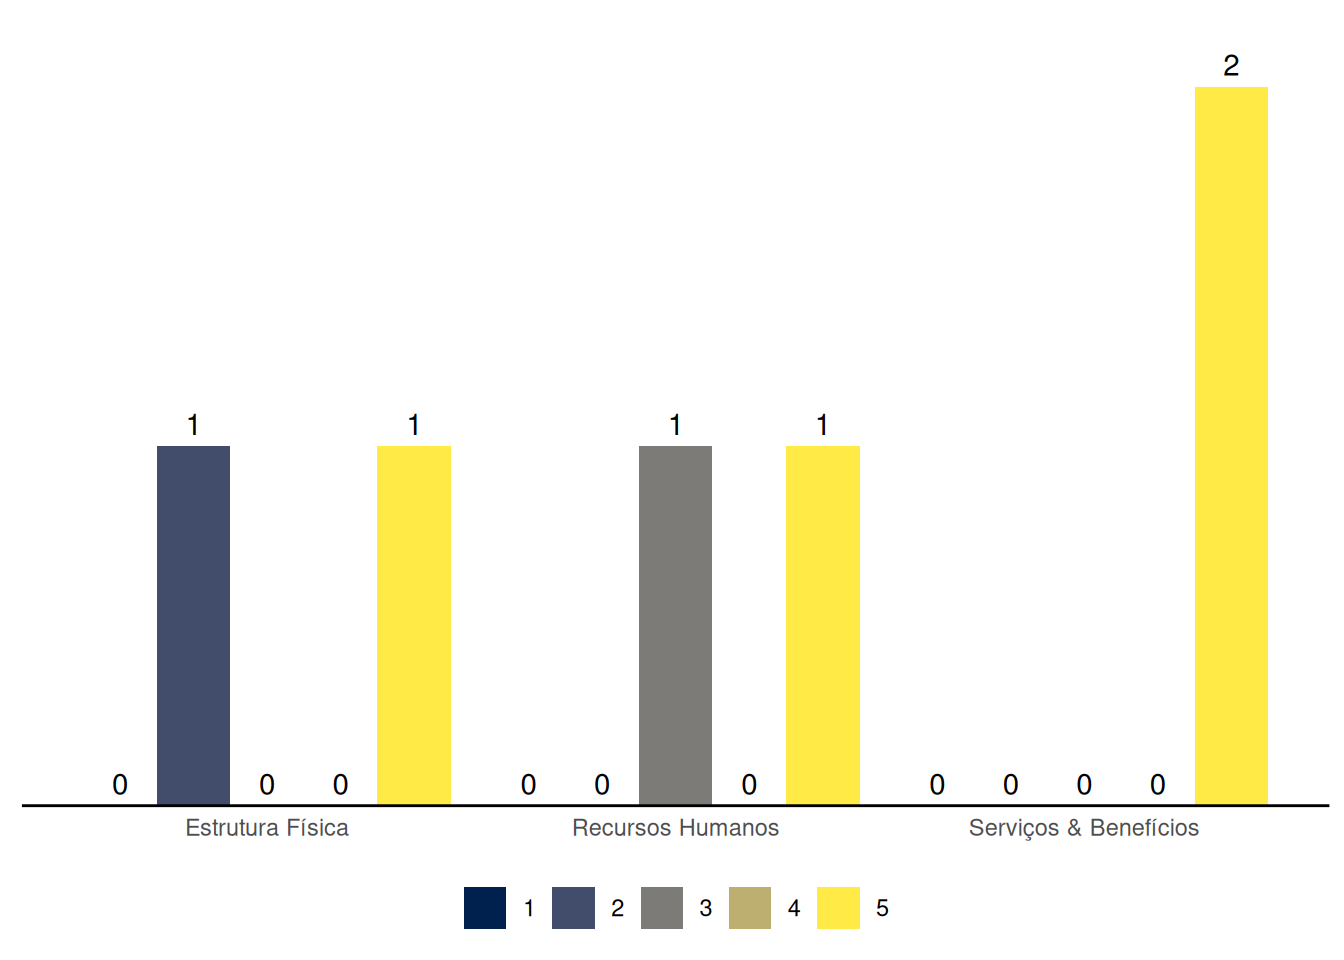 2
1 1 1 1
0 0 0 0 0 0 0 0 0 0
Estrutura Física Recursos Humanos Serviços & Benefícios
1 2 3 4 5